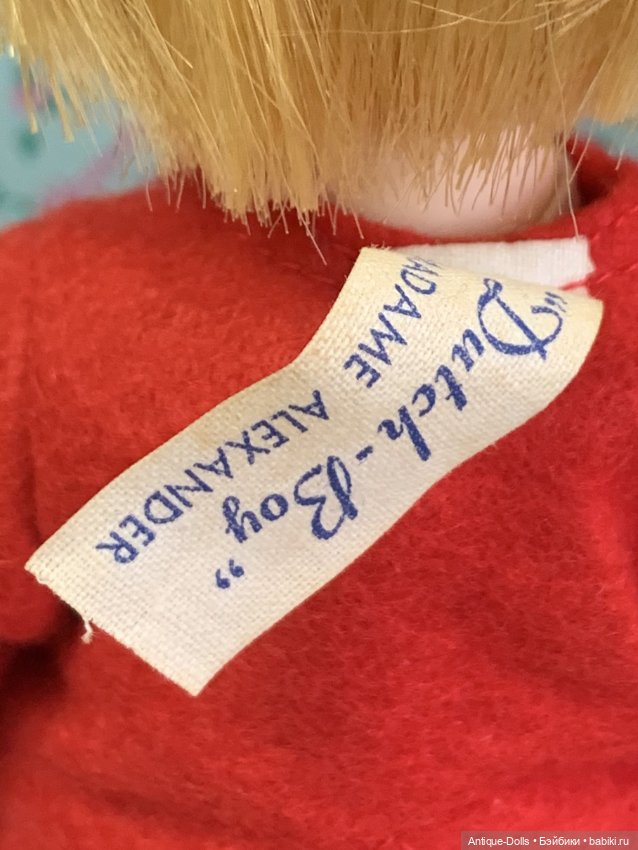 "Dutch-Boy"
MADAME ALEXANDER
Antique-Dolls • Бэйбики • babiki.ru